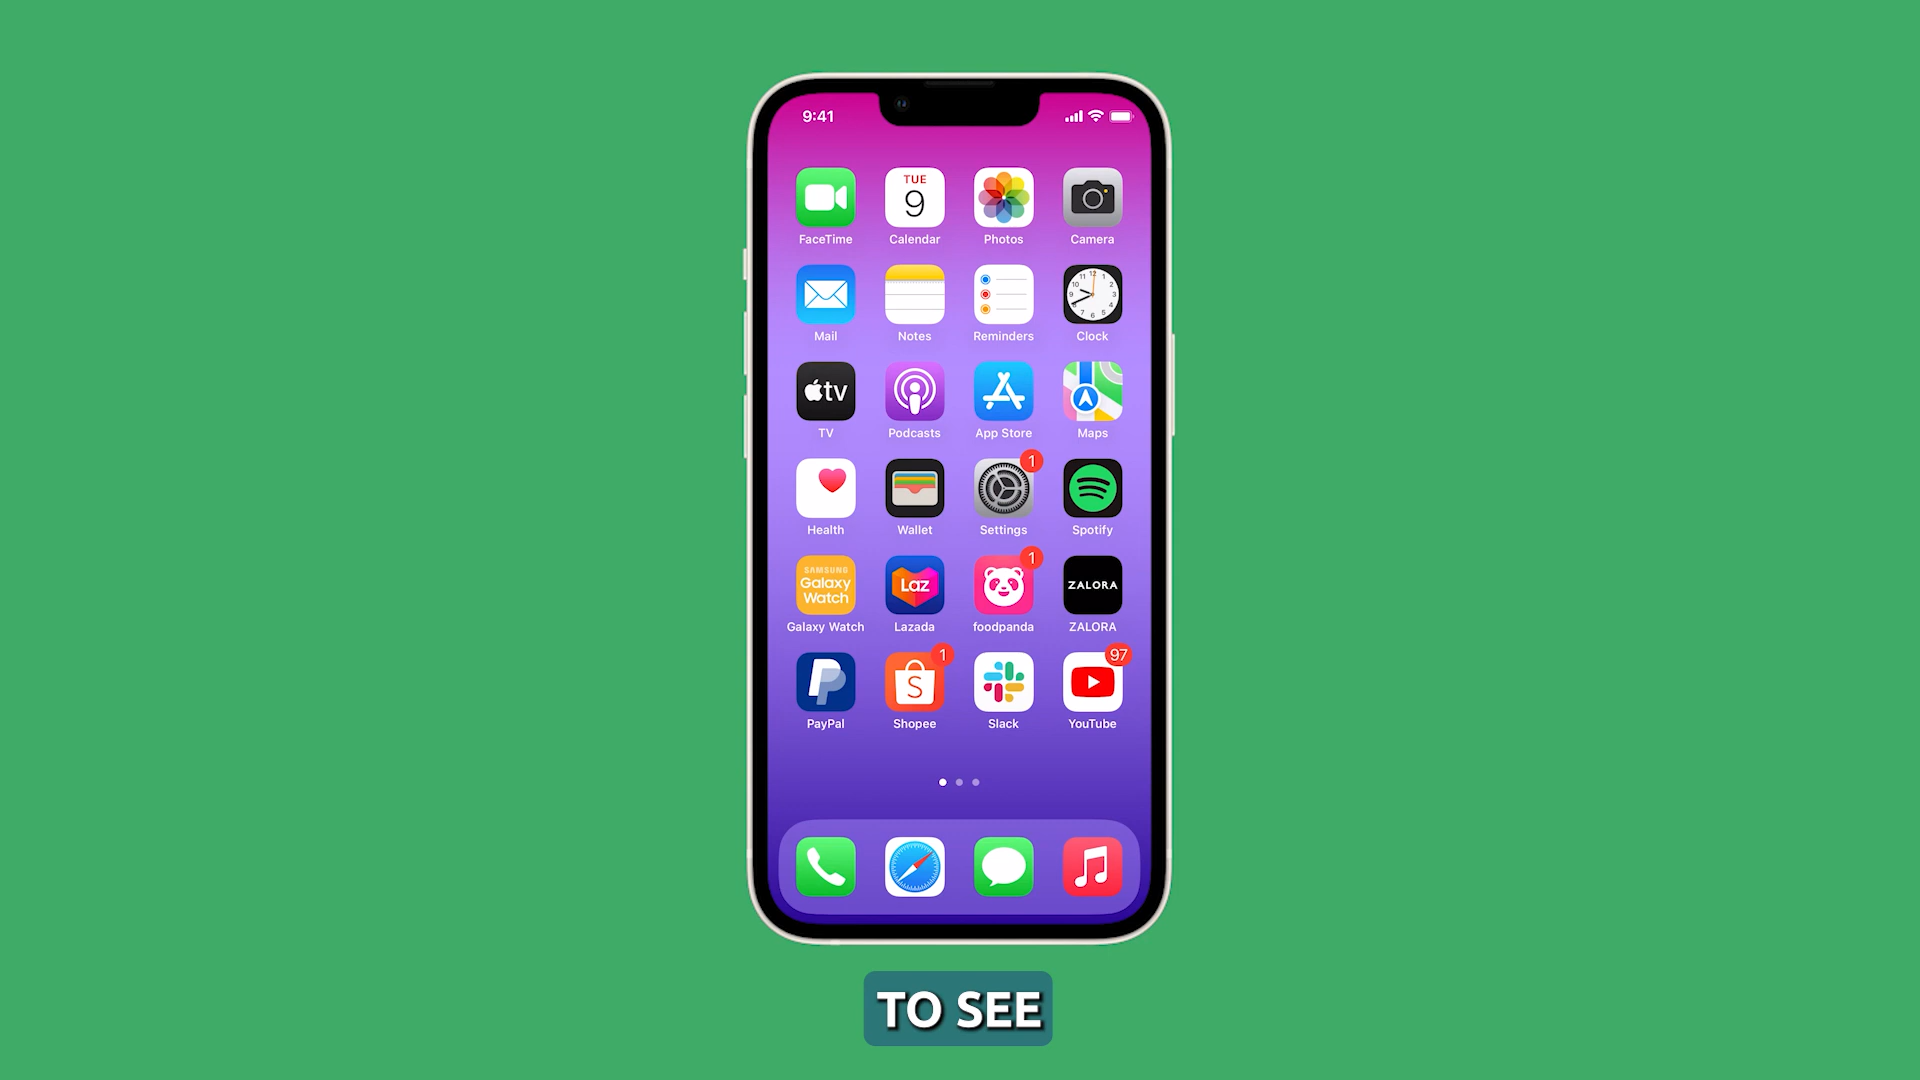 9:41
TUE
9
FaceTime
Calendar
Photos
Camera
Mail
Notes
Reminders
Clock
tv
TV
Podcasts
App Store
Maps
1
Health
Wallet
Settings
Spotify
SAMSUNG
Galaxy
Watch
Laz
1
ZALORA
Galaxy Watch
Lazada
foodpanda
ZALORA
1
S
97
PayPal
Shopee
Slack
YouTube
TO SEE